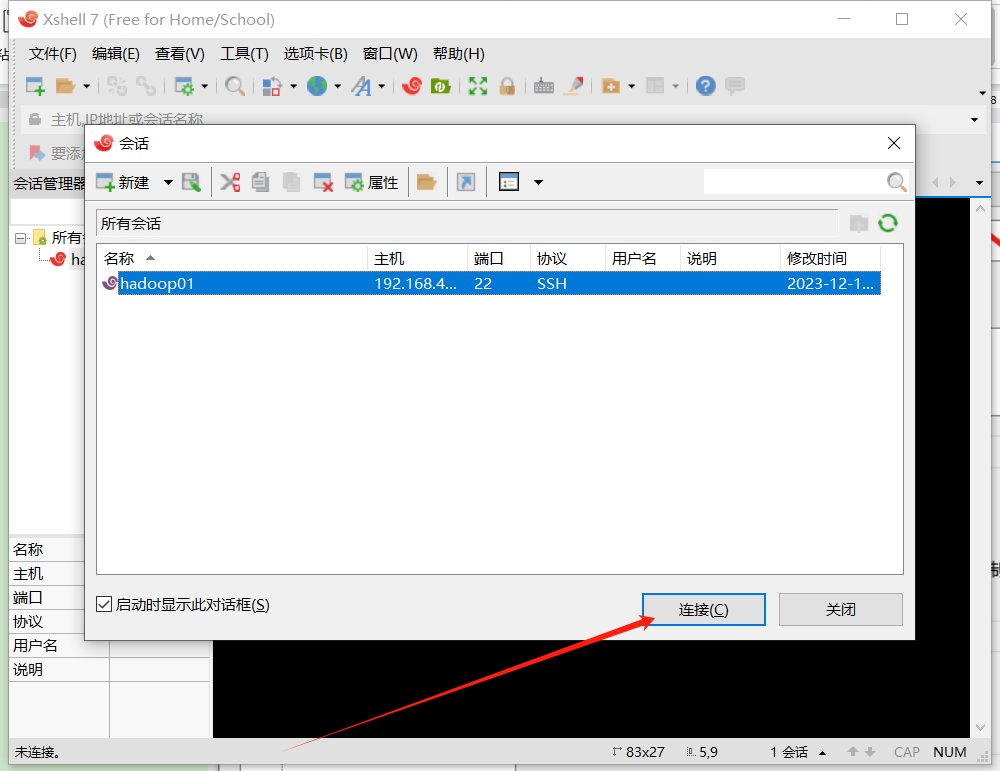 Xshell 7 (Free for Home/School)
文件(F) 编辑(E) 查看(V) 工具(T) 选项卡(B) 窗口(W) 帮助(H)
主机,IP地址或会话名称
要添加
会话管理器
所有
ha
会话
新建 属性
所有会话
名称 主机 端口 协议 用户名 说明 修改时间
hadoop01 192.168.4... 22 SSH 2023-12-1...
启动时显示此对话框(S)
连接(C) 关闭
名称
主机
端口
协议
用户名
说明
未连接。 83x27 5,9 1 会话 CAP NUM